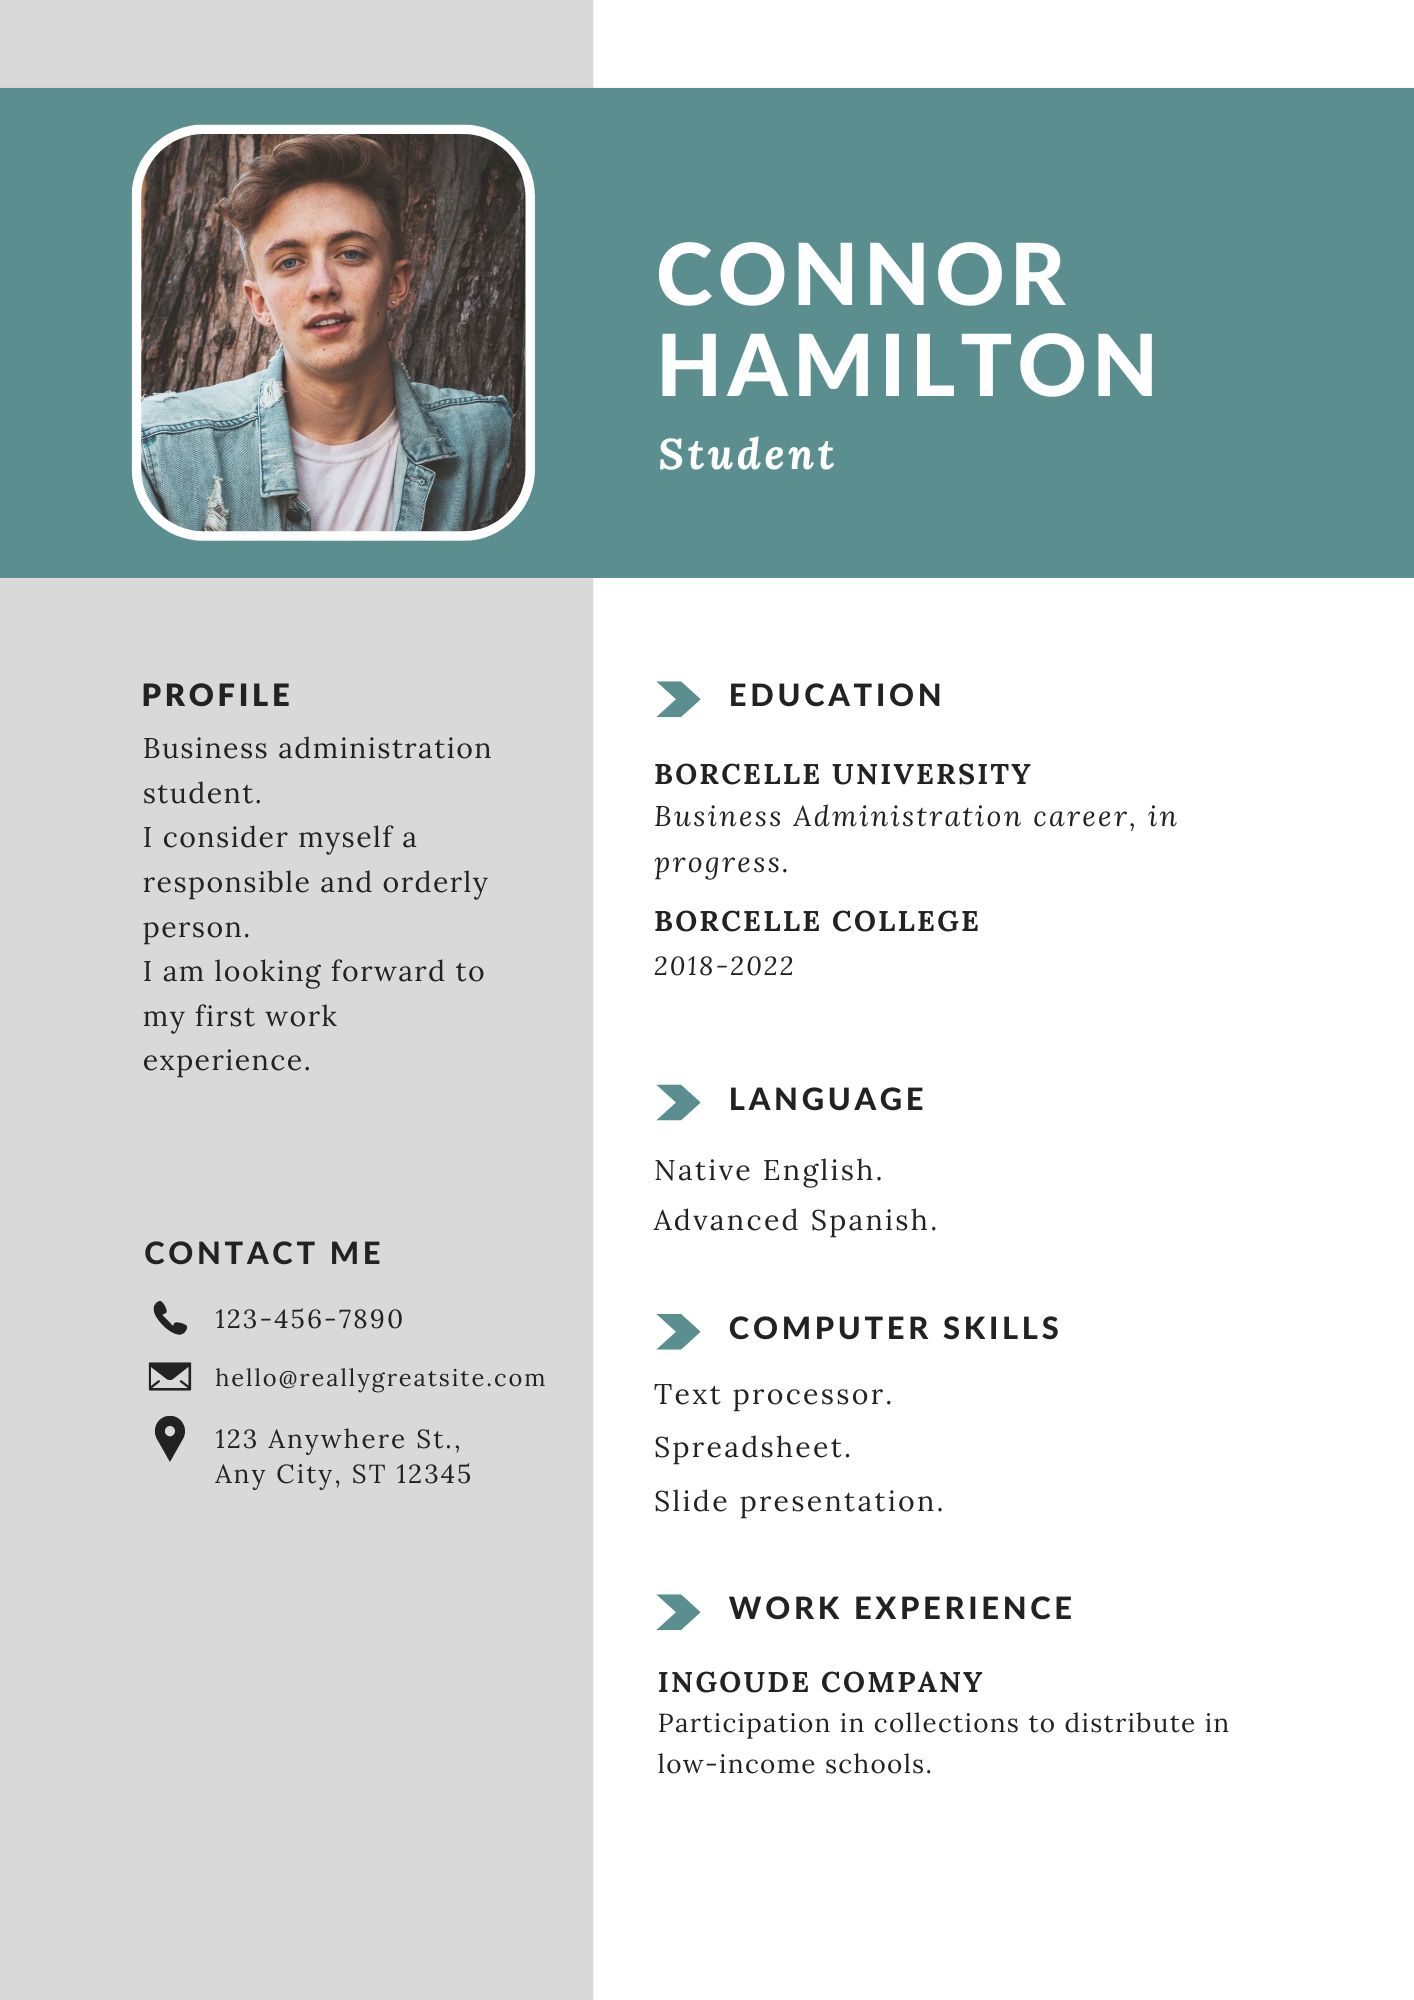 CONNOR
HAMILTON
Student
PROFILE
Business administration
student.
I consider myself a
responsible and orderly
person.
I am looking forward to
my first work
experience.
CONTACT ME
123-456-7890
hello@reallygreatsite.com
123 Anywhere St.,
Any City, ST 12345
EDUCATION
BORCELLE UNIVERSITY
Business Administration career, in
progress.
BORCELLE COLLEGE
2018-2022
LANGUAGE
Native English.
Advanced Spanish.
COMPUTER SKILLS
Text processor.
Spreadsheet.
Slide presentation.
WORK EXPERIENCE
INGOUDE COMPANY
Participation in collections to distribute in
low-income schools.